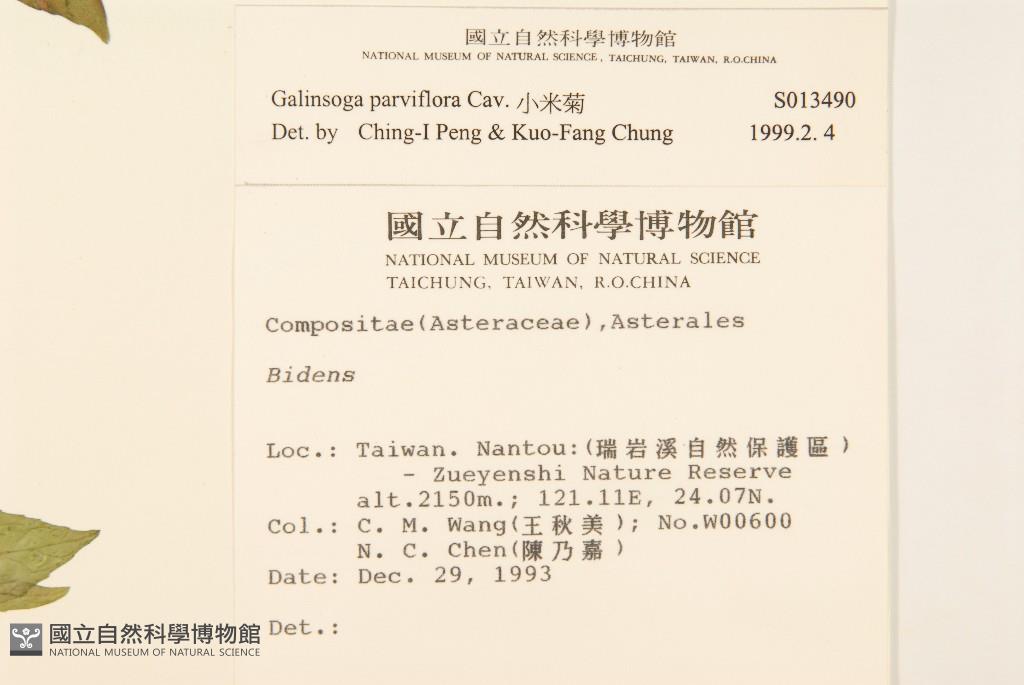 國立自然科學博物館
NATIONAL MUSEUM OF NATURAL SCIENCE, TAICHUNG, TAIWAN, R.O.CHINA
Galinsoga parviflora Cav. 小米菊 S013490
Det. by Ching-I Peng & Kuo-Fang Chung 1999.2. 4
國立自然科學博物館
NATIONAL MUSEUM OF NATURAL SCIENCE
TAICHUNG, TAIWAN, R.O.CHINA
Compositae(Asteraceae),Asterales
Bidens
Loc.: Taiwan. Nantou:(瑞岩溪自然保護區)
- Zueyenshi Nature Reserve
alt.2150m.; 121.11E, 24.07N.
Col.: C. M. Wang(王秋美); No.W00600
N. C. Chen(陳乃嘉)
Date: Dec. 29, 1993
Det.:
國立自然科學博物館
NATIONAL MUSEUM OF NATURAL SCIENCE